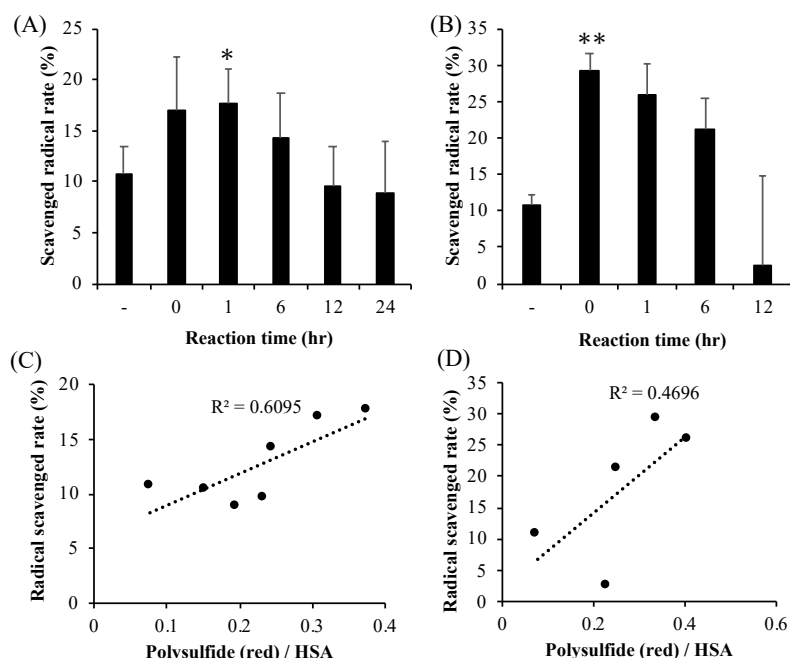 (A)
Scavenged radical rate (%)
25
20
15
10
5
0
*
- 0 1 6 12 24
Reaction time (hr)
(B)
Scavenged radical rate (%)
35
30
25
20
15
10
5
0
**
- 0 1 6 12
Reaction time (hr)
(C)
Radical scavenged rate (%)
20
15
10
5
0
R² = 0.6095
0 0.1 0.2 0.3 0.4
Polysulfide (red) / HSA
(D)
Radical scavenged rate (%)
35
30
25
20
15
10
5
0
R² = 0.4696
0 0.2 0.4 0.6
Polysulfide (red) / HSA